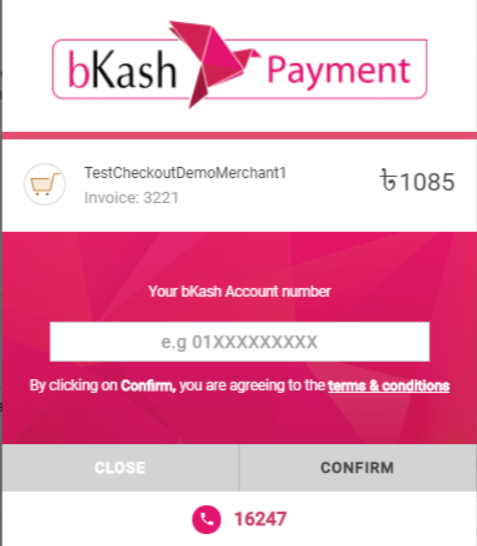 bKash Payment
TestCheckoutDemoMerchant1
৳1085
Invoice: 3221
Your bKash Account number
e.g 01XXXXXXXXX
By clicking on Confirm, you are agreeing to the terms & conditions
CLOSE
CONFIRM
16247